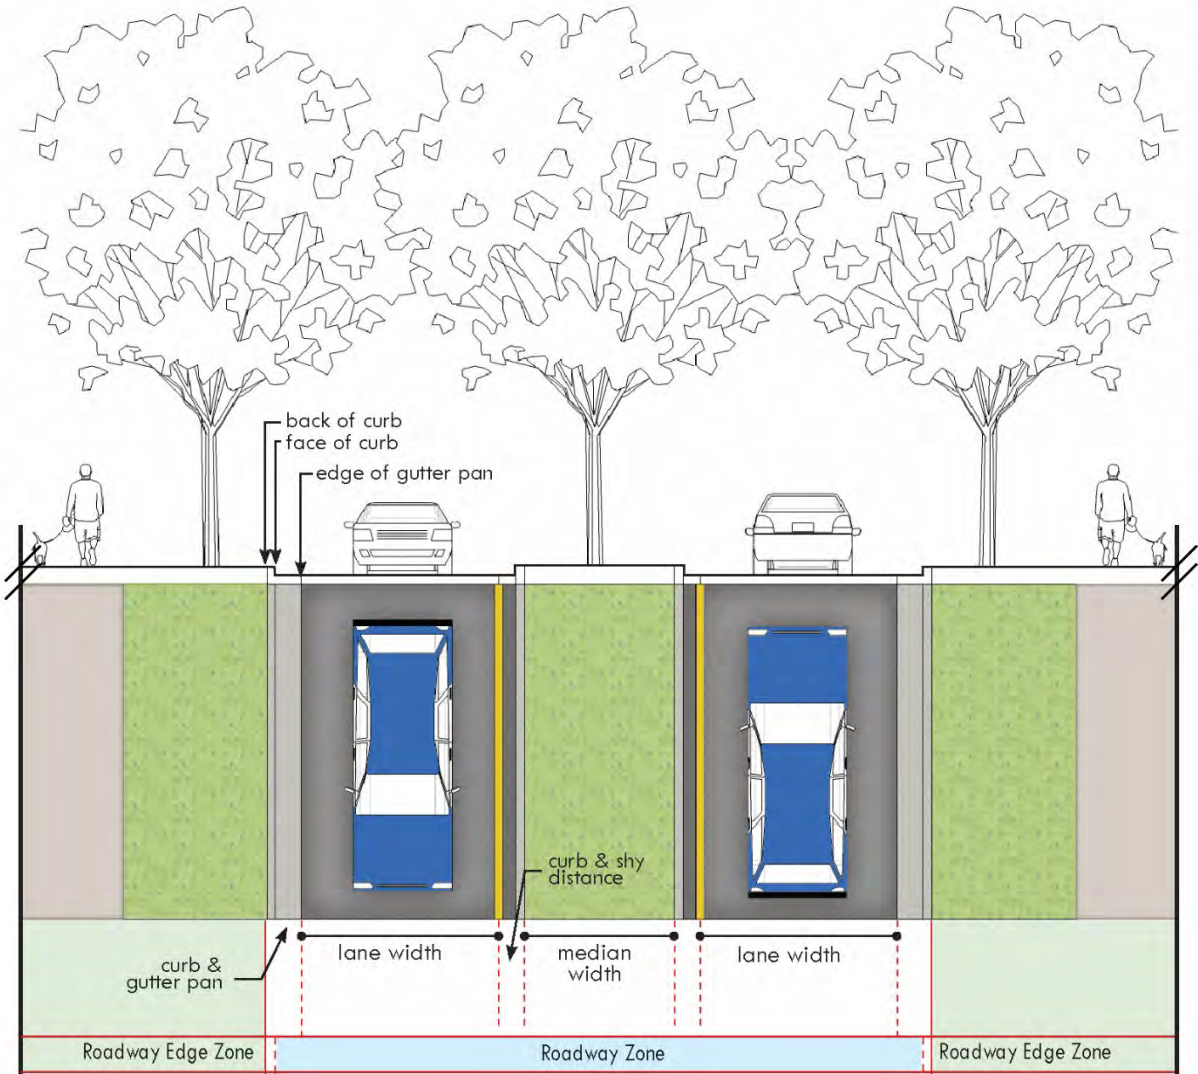 back of curb
face of curb
edge of gutter pan
curb & shy
distance
lane width
median
width
lane width
curb &
gutter pan
Roadway Edge Zone
Roadway Zone
Roadway Edge Zone